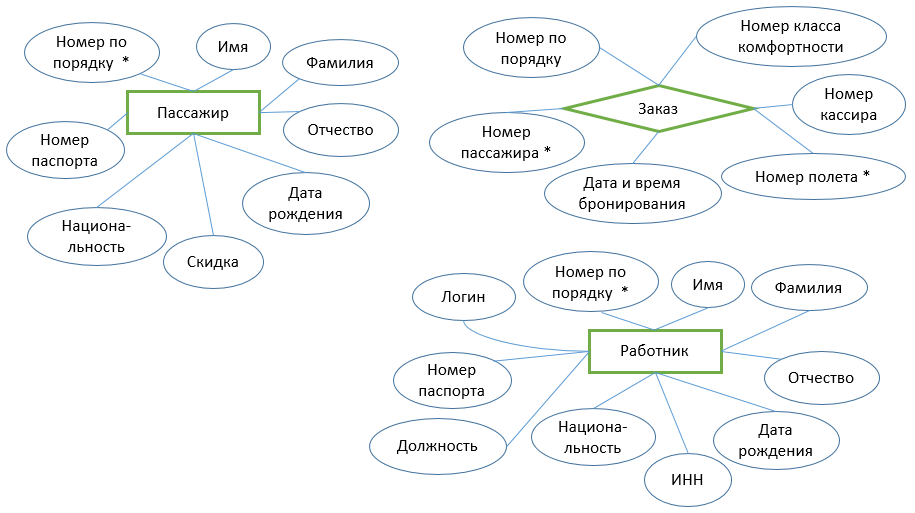 Номер по
порядку *
Имя
Фамилия
Пассажир
Отчество
Номер
паспорта
Дата
рождения
Национа-
льность
Скидка
Номер по
порядку
Номер класса
комфортности
Заказ
Номер
кассира
Номер
пассажира *
Номер полета *
Дата и время
бронирования
Логин
Номер по
порядку *
Имя
Фамилия
Работник
Номер
паспорта
Отчество
Должность
Национа-
льность
Дата
рождения
ИНН